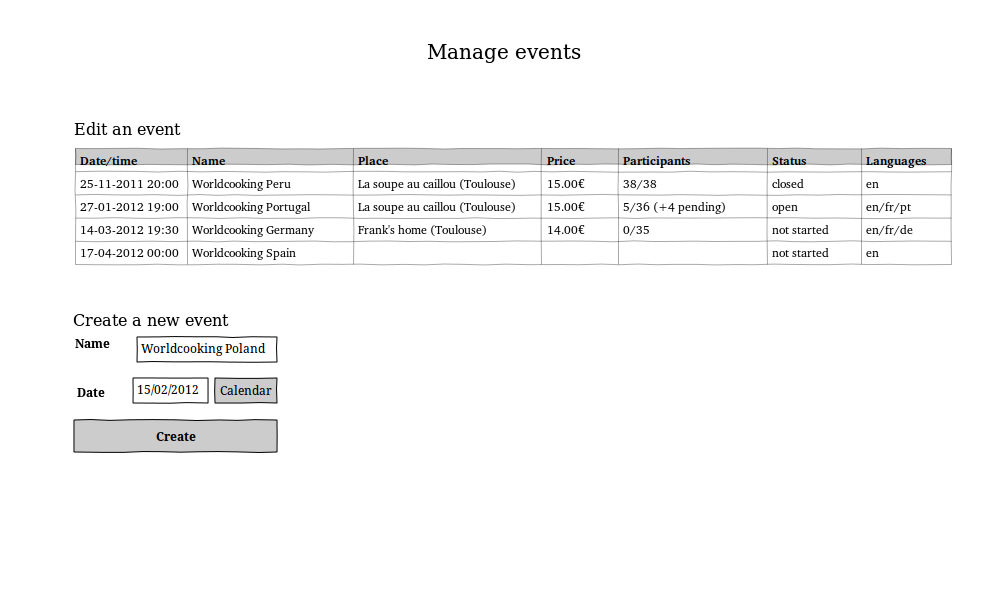 Manage events
Edit an event
Date/time Name Place Price Participants Status Languages
25-11-2011 20:00 Worldcooking Peru La soupe au caillou (Toulouse) 15.00€ 38/38 closed en
27-01-2012 19:00 Worldcooking Portugal La soupe au caillou (Toulouse) 15.00€ 5/36 (+4 pending) open en/fr/pt
14-03-2012 19:30 Worldcooking Germany Frank's home (Toulouse) 14.00€ 0/35 not started en/fr/de
17-04-2012 00:00 Worldcooking Spain not started en
Create a new event
Name Worldcooking Poland
Date 15/02/2012 Calendar
Create